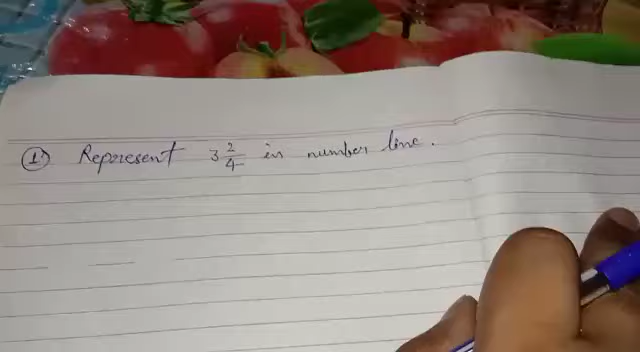 ① Represent 3 2/4 in number line.